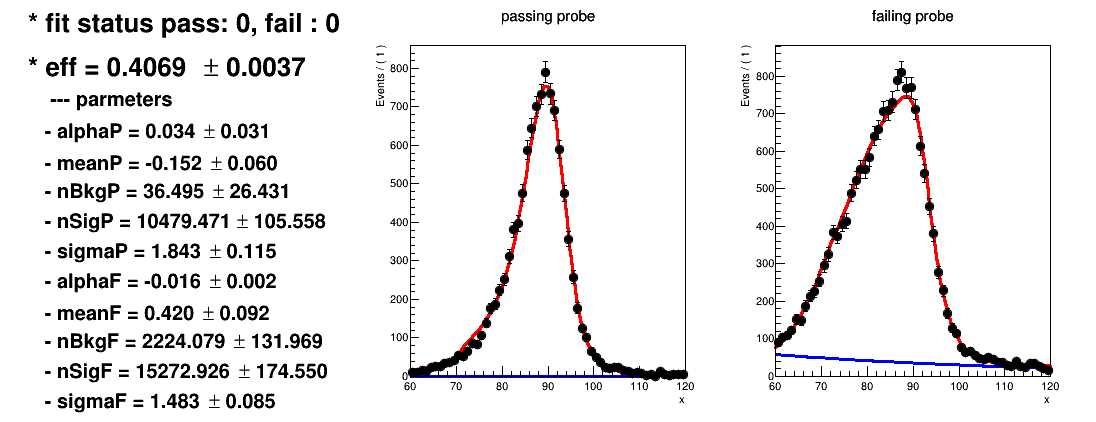 * fit status pass: 0, fail : 0
* eff = 0.4069 ± 0.0037
--- parmeters
- alphaP = 0.034 ± 0.031
- meanP = -0.152 ± 0.060
- nBkgP = 36.495 ± 26.431
- nSigP = 10479.471 ± 105.558
- sigmaP = 1.843 ± 0.115
- alphaF = -0.016 ± 0.002
- meanF = 0.420 ± 0.092
- nBkgF = 2224.079 ± 131.969
- nSigF = 15272.926 ± 174.550
- sigmaF = 1.483 ± 0.085
passing probe
Events / ( 1 )
800
700
600
500
400
300
200
100
0
60 70 80 90 100 110 120
x
failing probe
Events / ( 1 )
800
700
600
500
400
300
200
100
0
60 70 80 90 100 110 120
x